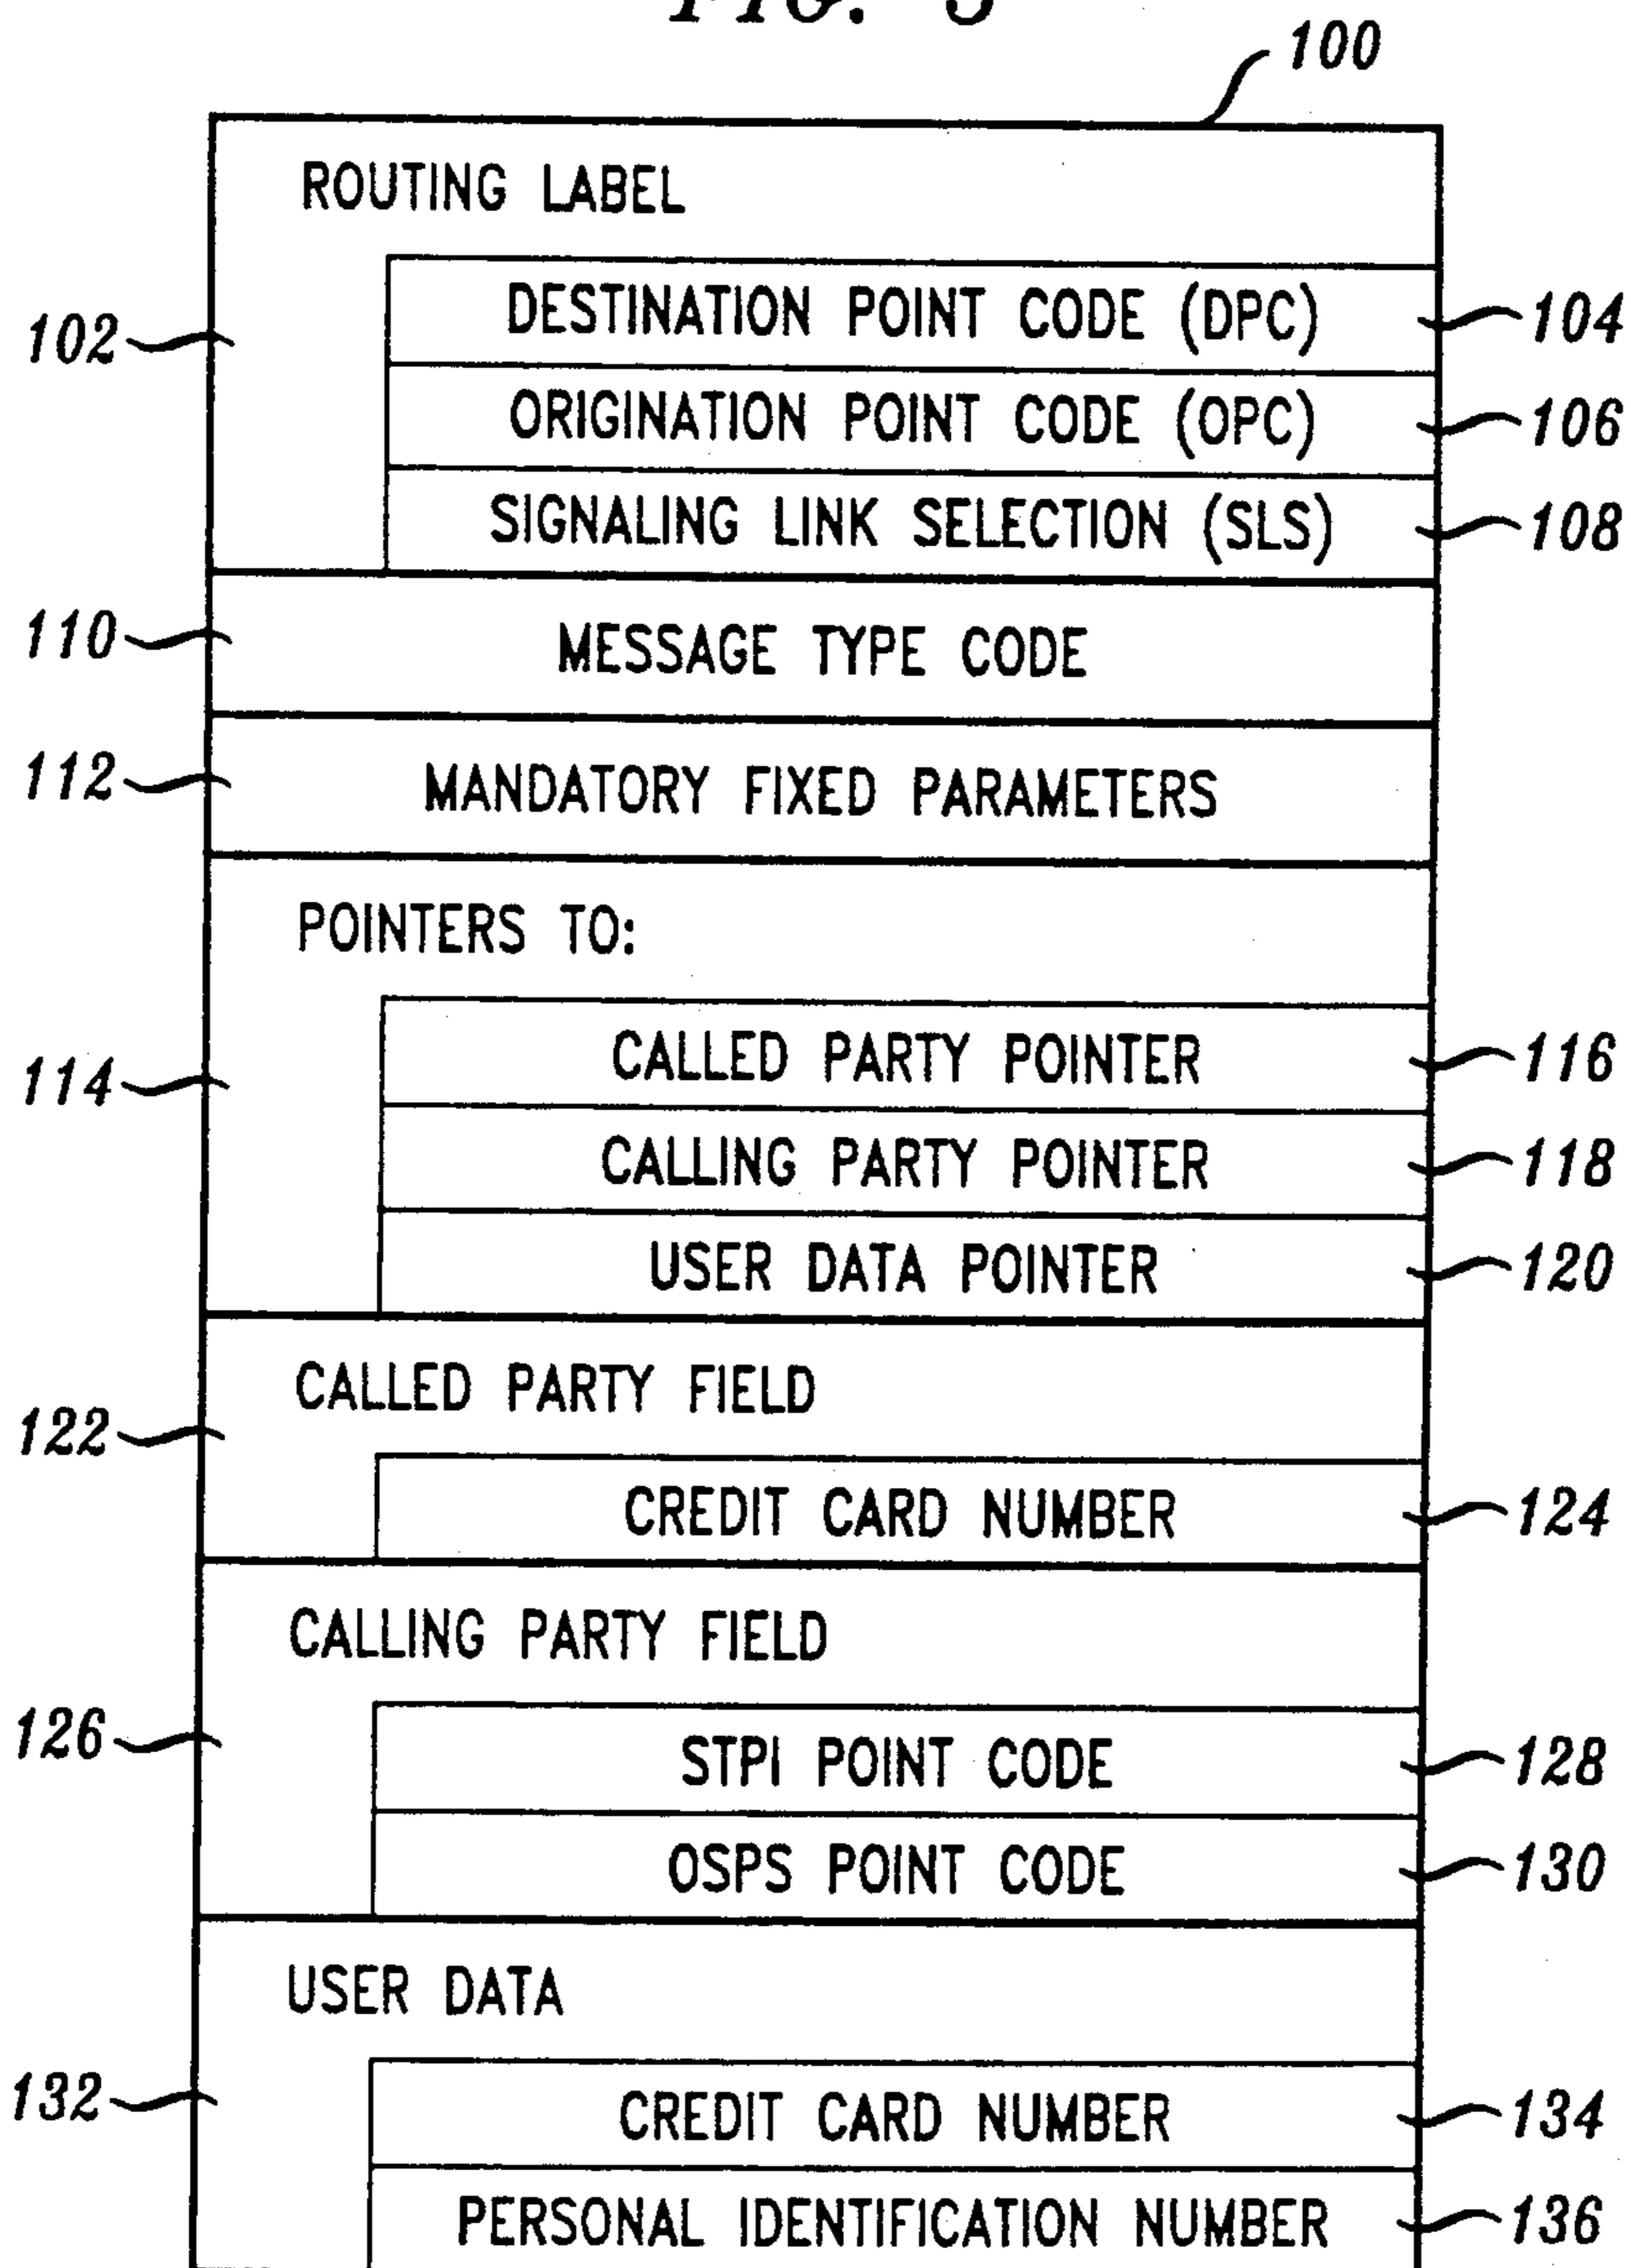 FIG. 3
100
ROUTING LABEL
102
DESTINATION POINT CODE (DPC)
104
ORIGINATION POINT CODE (OPC)
106
SIGNALING LINK SELECTION (SLS)
108
110
MESSAGE TYPE CODE
112
MANDATORY FIXED PARAMETERS
POINTERS TO:
114
CALLED PARTY POINTER
116
CALLING PARTY POINTER
118
USER DATA POINTER
120
CALLED PARTY FIELD
122
CREDIT CARD NUMBER
124
CALLING PARTY FIELD
126
STPI POINT CODE
128
OSPS POINT CODE
130
USER DATA
132
CREDIT CARD NUMBER
134
PERSONAL IDENTIFICATION NUMBER
136